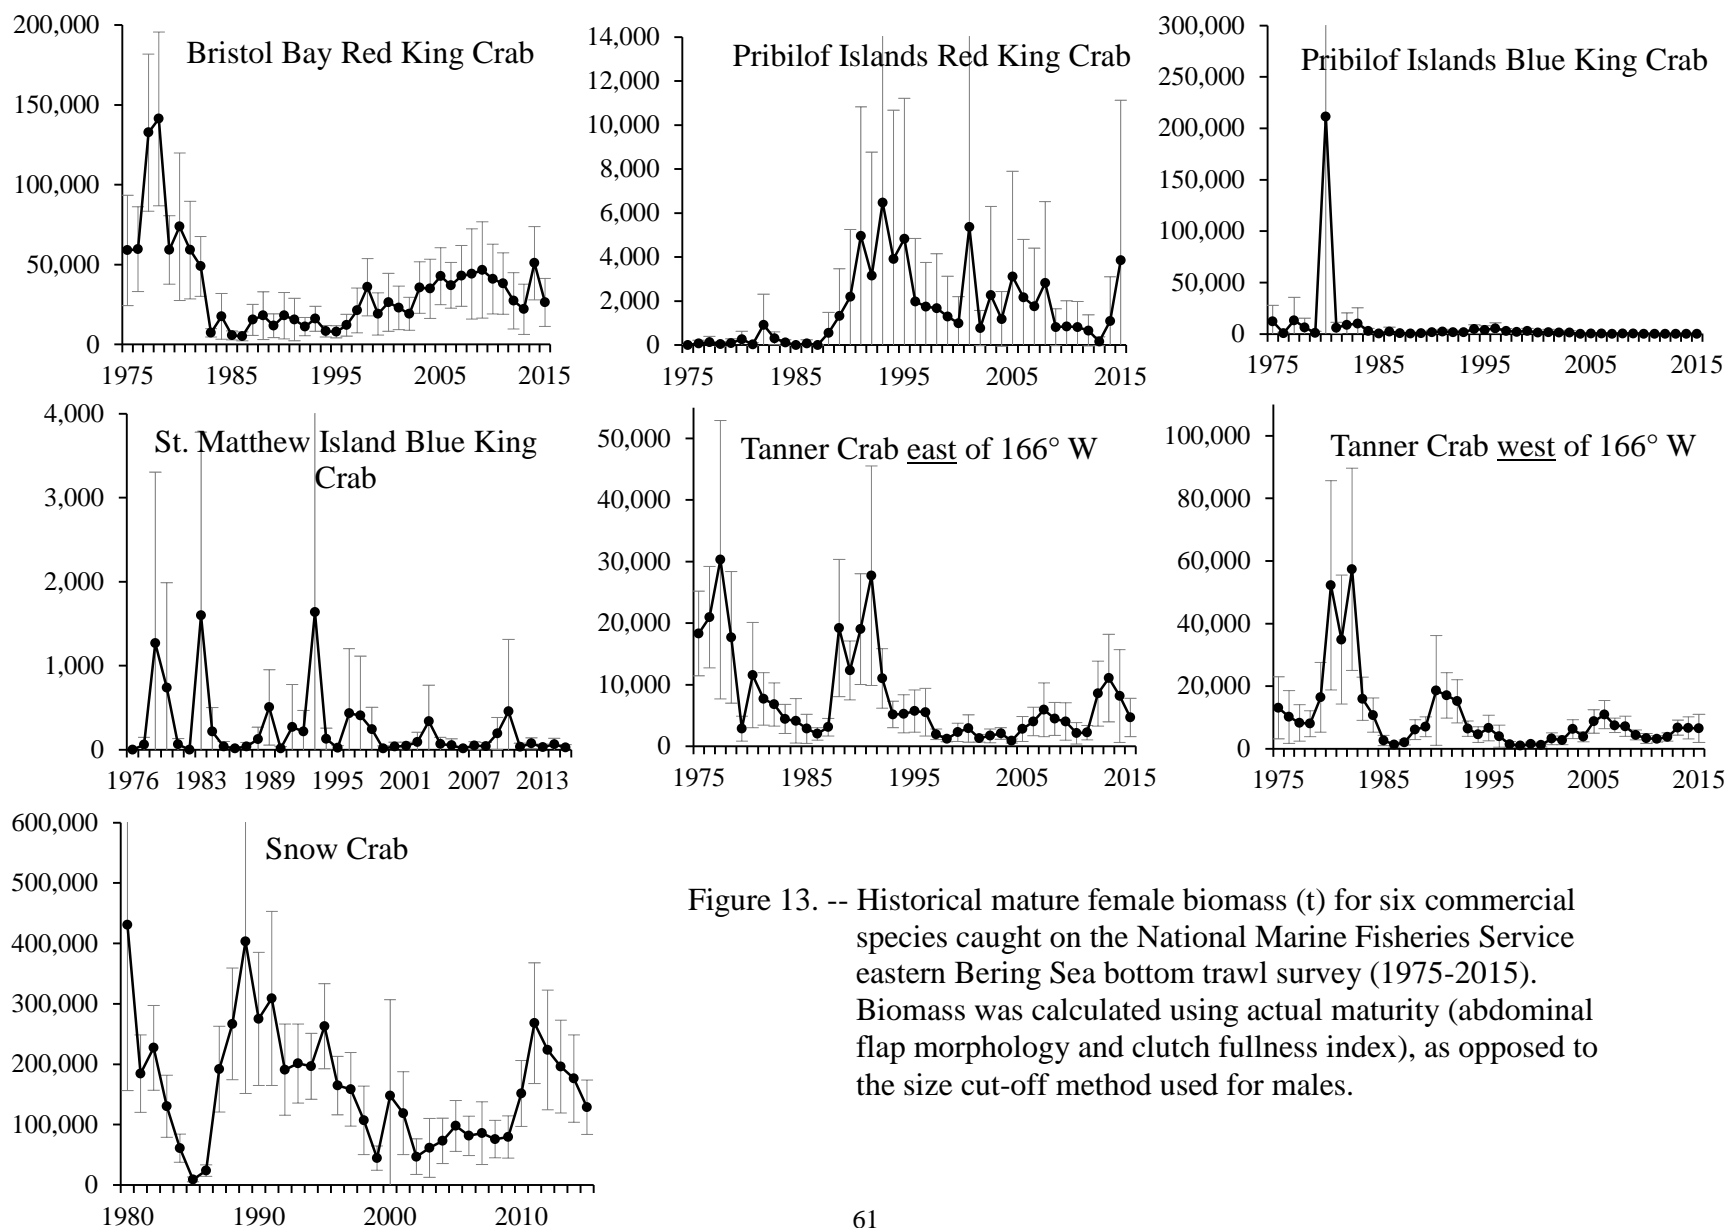 Bristol Bay Red King Crab
200,000
150,000
100,000
50,000
0
1975 1985 1995 2005 2015
Pribilof Islands Red King Crab
14,000
12,000
10,000
8,000
6,000
4,000
2,000
0
1975 1985 1995 2005 2015
Pribilof Islands Blue King Crab
300,000
250,000
200,000
150,000
100,000
50,000
0
1975 1985 1995 2005 2015
St. Matthew Island Blue King
Crab
4,000
3,000
2,000
1,000
0
1976 1983 1989 1995 2001 2007 2014
Tanner Crab east of 166° W
50,000
40,000
30,000
20,000
10,000
0
1975 1985 1995 2005 2015
Tanner Crab west of 166° W
100,000
80,000
60,000
40,000
20,000
0
1975 1985 1995 2005 2015
Snow Crab
600,000
500,000
400,000
300,000
200,000
100,000
0
1980 1990 2000 2010
Figure 13. -- Historical mature female biomass (t) for six commercial
species caught on the National Marine Fisheries Service
eastern Bering Sea bottom trawl survey (1975-2015).
Biomass was calculated using actual maturity (abdominal
flap morphology and clutch fullness index), as opposed to
the size cut-off method used for males.
61